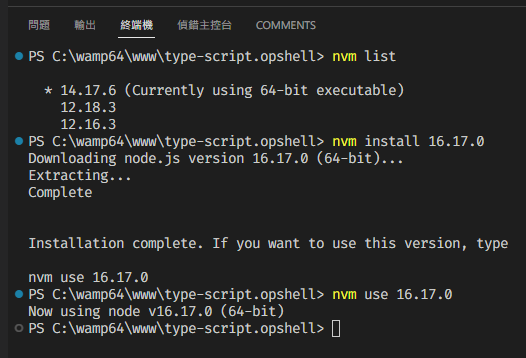 問題 輸出 終端機 偵錯主控台 COMMENTS
PS C:\wamp64\www\type-script.opshell> nvm list
* 14.17.6 (Currently using 64-bit executable)
12.18.3
12.16.3
PS C:\wamp64\www\type-script.opshell> nvm install 16.17.0
Downloading node.js version 16.17.0 (64-bit)...
Extracting...
Complete
Installation complete. If you want to use this version, type
nvm use 16.17.0
PS C:\wamp64\www\type-script.opshell> nvm use 16.17.0
Now using node v16.17.0 (64-bit)
PS C:\wamp64\www\type-script.opshell>